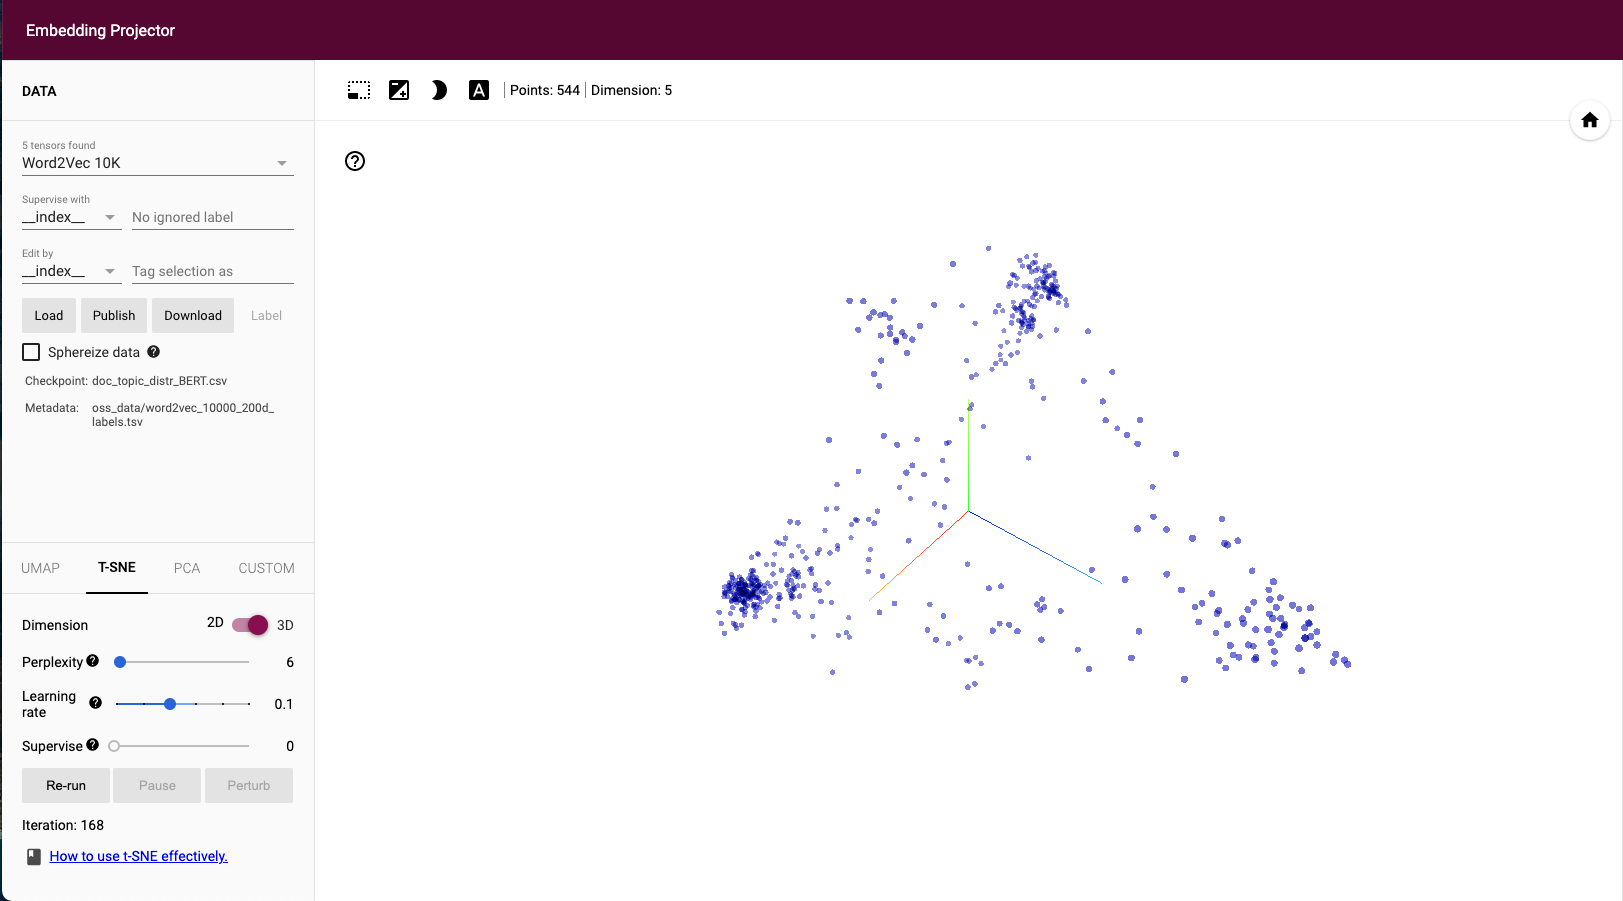 Embedding Projector
DATA
A | Points: 544 | Dimension: 5
5 tensors found
Word2Vec 10K
Supervise with
__index__ No ignored label
Edit by
__index__ Tag selection as
Load Publish Download Label
Sphereize data ?
Checkpoint: doc_topic_distr_BERT.csv
Metadata: oss_data/word2vec_10000_200d_
labels.tsv
UMAP T-SNE PCA CUSTOM
Dimension 2D 3D
Perplexity ? 6
Learning
rate ? 0.1
Supervise ? 0
Re-run Pause Perturb
Iteration: 168
How to use t-SNE effectively.
?